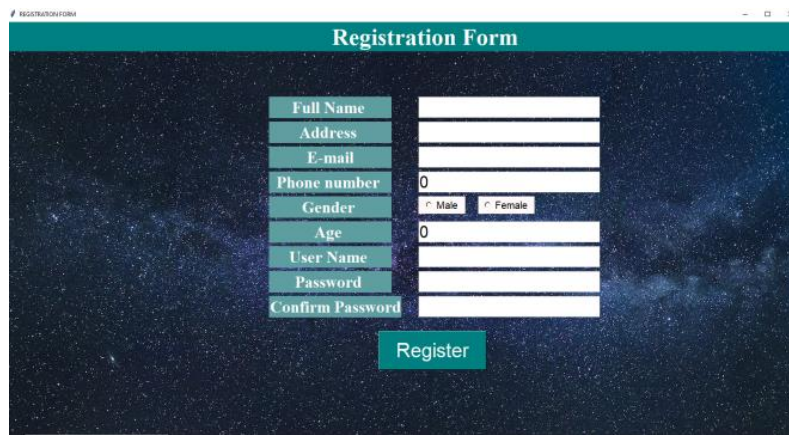 REGISTRATION FORM
Registration Form
Full Name
Address
E-mail
Phone number 0
Gender Male Female
Age 0
User Name
Password
Confirm Password
Register